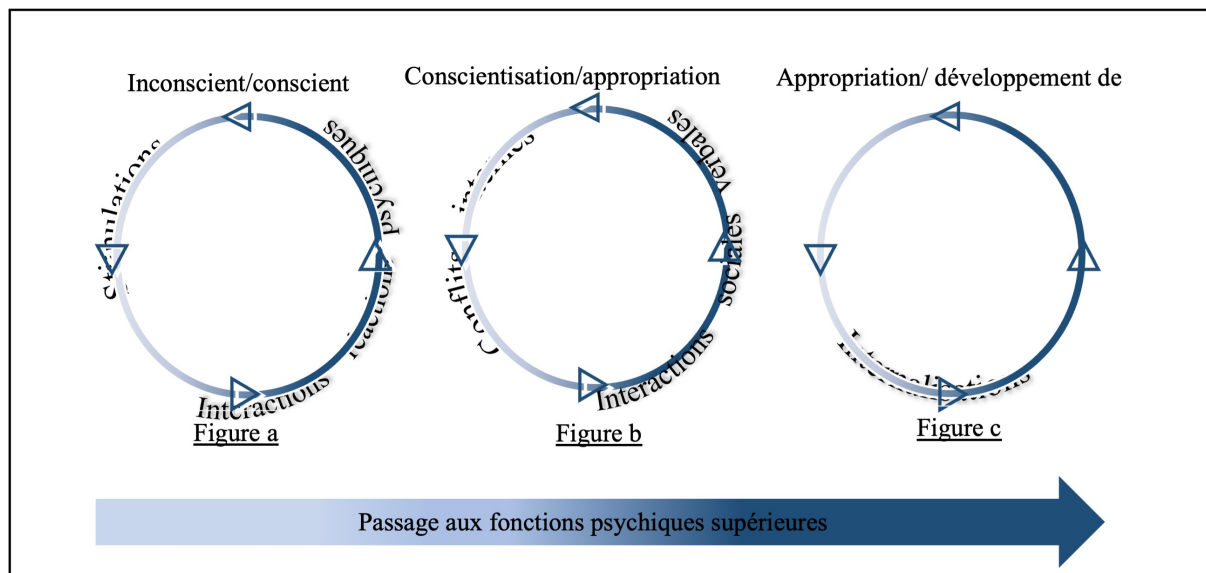 Inconscient/conscient
Stimulations
Interactions réactions psychiques
Figure a
Conscientisation/appropriation
Conflits internes
Interactions sociales verbales
Figure b
Appropriation/ développement de
Internalisations
Figure c
Passage aux fonctions psychiques supérieures